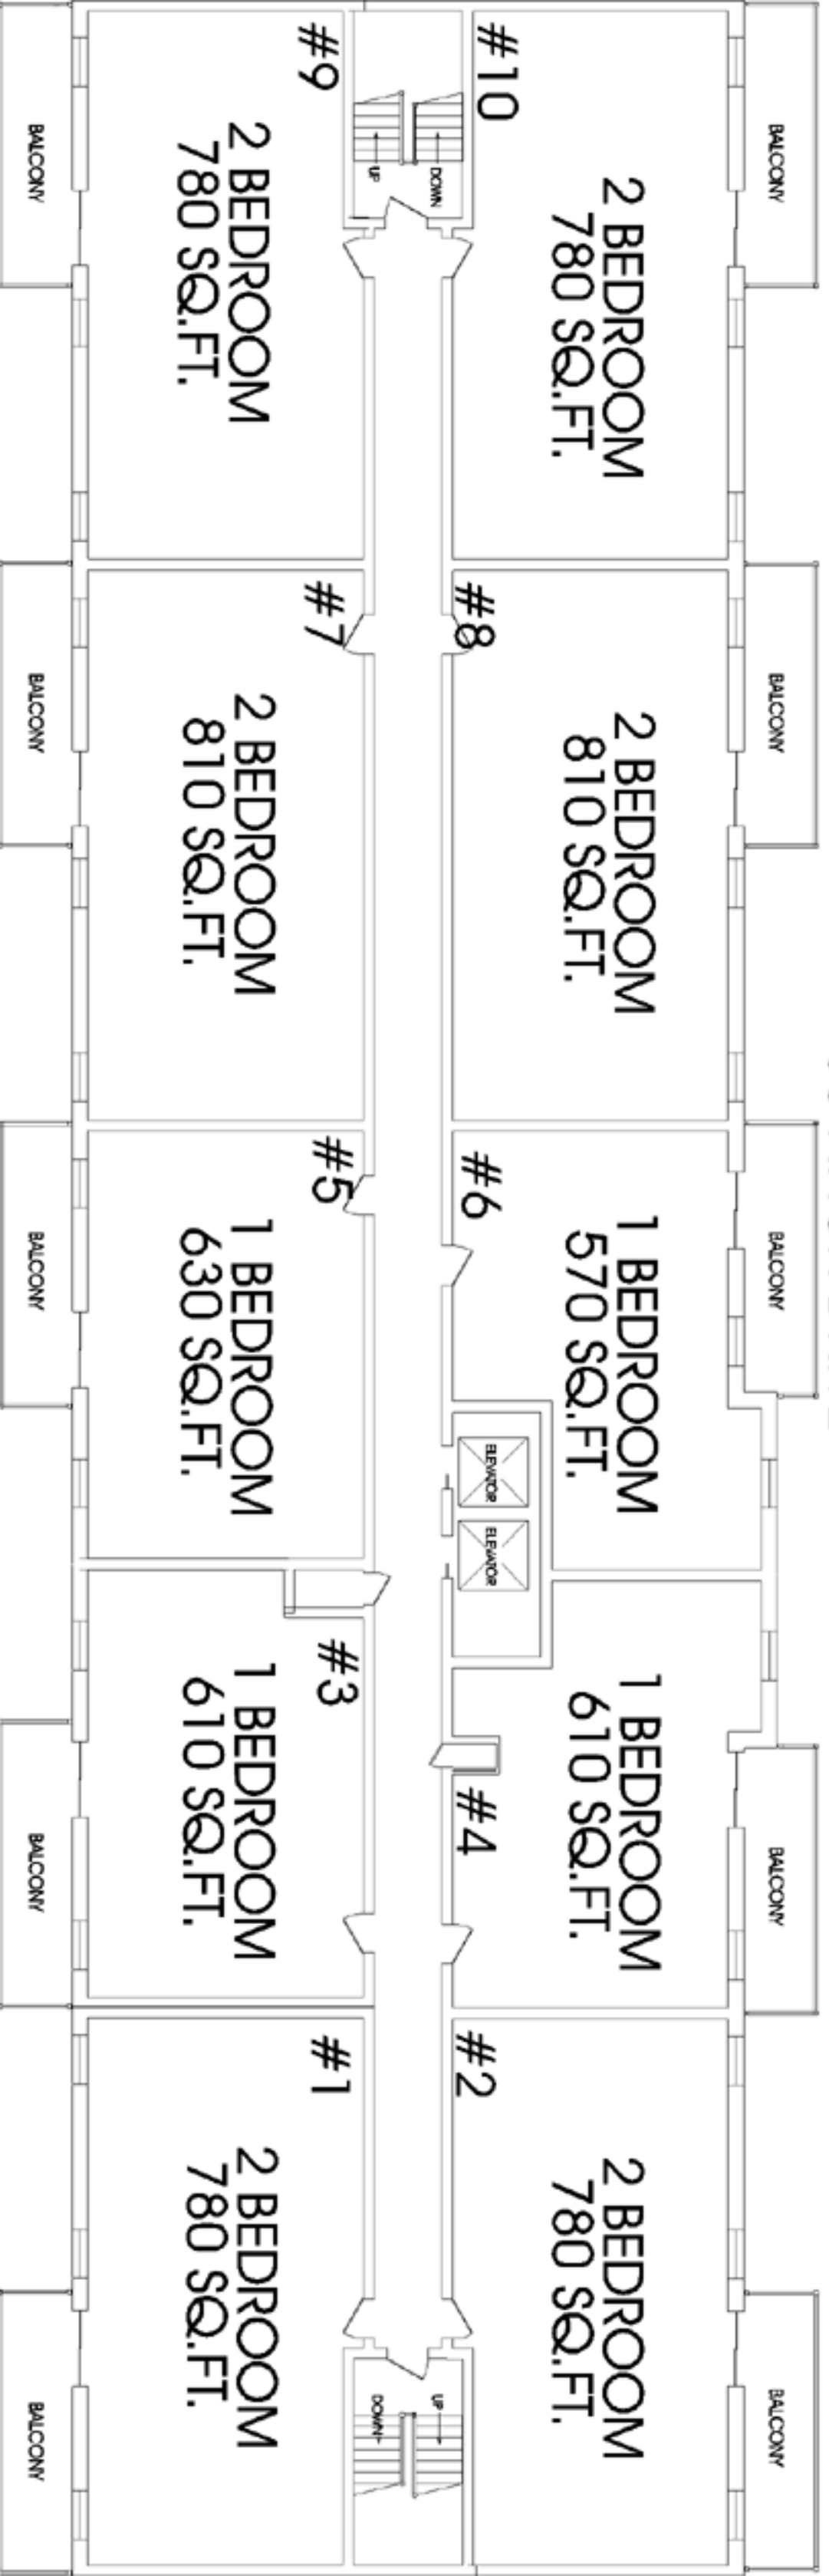 #9
#10
BALCONY
2 BEDROOM
780 SQ.FT.
UP
DOWN
2 BEDROOM
780 SQ.FT.
BALCONY
#7
#8
BALCONY
2 BEDROOM
810 SQ.FT.
2 BEDROOM
810 SQ.FT.
BALCONY
#5
#6
BALCONY
1 BEDROOM
630 SQ.FT.
1 BEDROOM
570 SQ.FT.
BALCONY
ELEVATOR
ELEVATOR
#3
#4
BALCONY
1 BEDROOM
610 SQ.FT.
1 BEDROOM
610 SQ.FT.
BALCONY
#1
#2
BALCONY
2 BEDROOM
780 SQ.FT.
DOWN
UP
2 BEDROOM
780 SQ.FT.
BALCONY